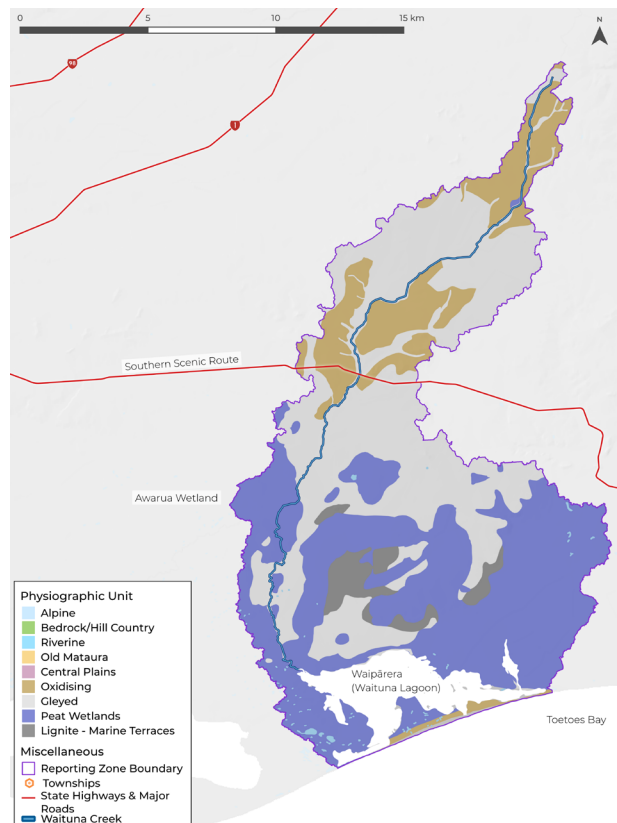 0 5 10 15 km
N
98
1
Southern Scenic Route
Awarua Wetland
Waipārera
(Waituna Lagoon)
Toetoes Bay
Physiographic Unit
Alpine
Bedrock/Hill Country
Riverine
Old Mataura
Central Plains
Oxidising
Gleyed
Peat Wetlands
Lignite - Marine Terraces
Miscellaneous
Reporting Zone Boundary
Townships
State Highways & Major
Roads
Waituna Creek